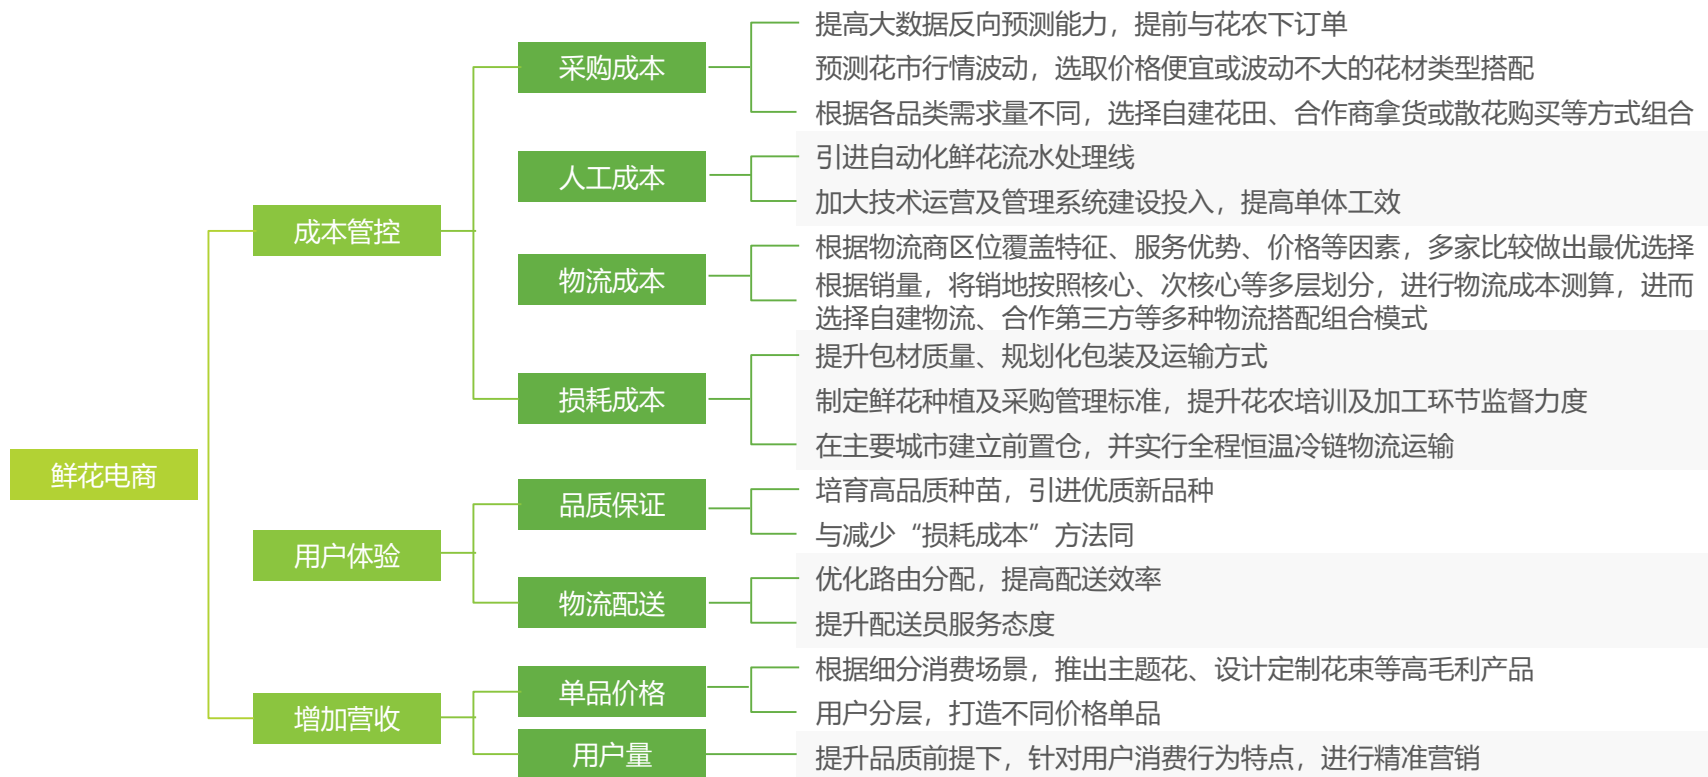 鲜花电商
成本管控
采购成本
提高大数据反向预测能力，提前与花农下订单
预测花市行情波动，选取价格便宜或波动不大的花材类型搭配
根据各品类需求量不同，选择自建花田、合作商拿货或散花购买等方式组合
人工成本
引进自动化鲜花流水处理线
加大技术运营及管理系统建设投入，提高单体工效
物流成本
根据物流商区位覆盖特征、服务优势、价格等因素，多家比较做出最优选择
根据销量，将销地按照核心、次核心等多层划分，进行物流成本测算，进而
选择自建物流、合作第三方等多种物流搭配组合模式
损耗成本
提升包材质量、规划化包装及运输方式
制定鲜花种植及采购管理标准，提升花农培训及加工环节监督力度
在主要城市建立前置仓，并实行全程恒温冷链物流运输
用户体验
品质保证
培育高品质种苗，引进优质新品种
与减少“损耗成本”方法同
物流配送
优化路由分配，提高配送效率
提升配送员服务态度
增加营收
单品价格
根据细分消费场景，推出主题花、设计定制花束等高毛利产品
用户分层，打造不同价格单品
用户量
提升品质前提下，针对用户消费行为特点，进行精准营销